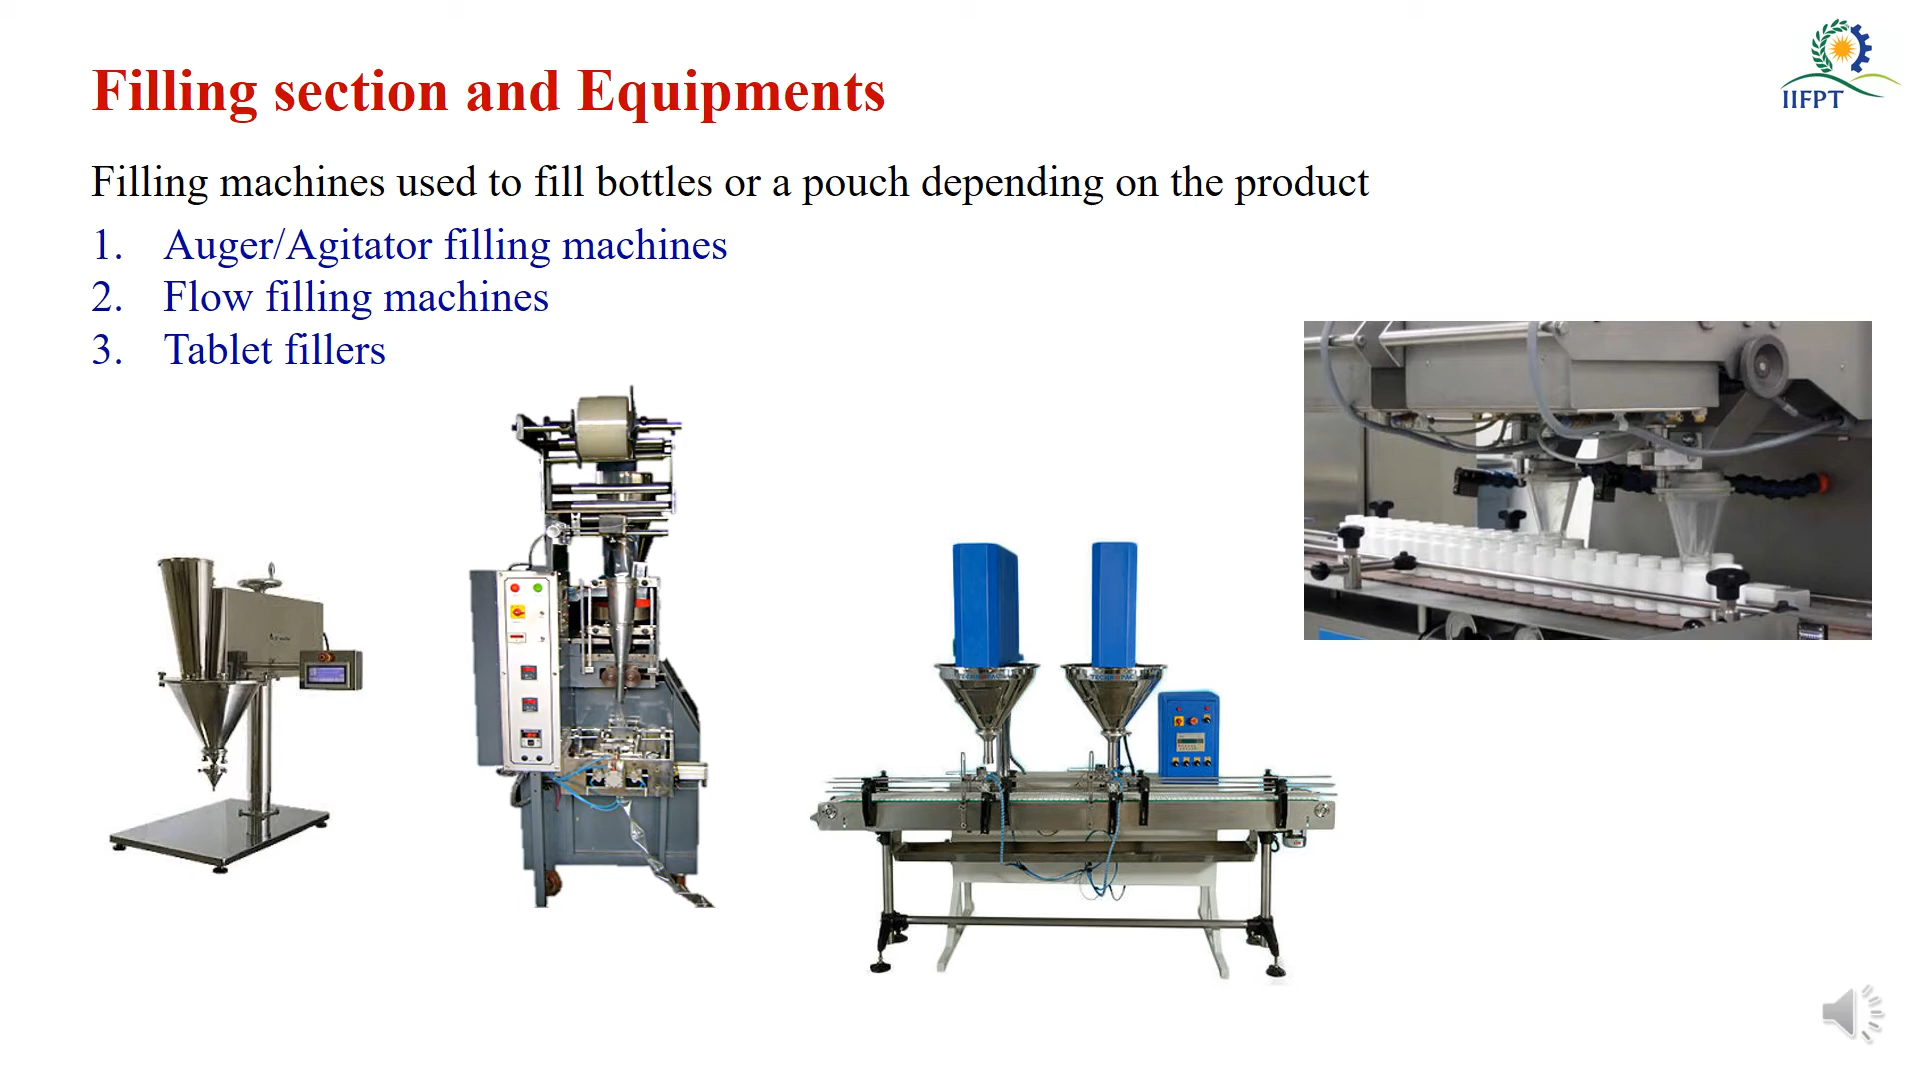 IIFPT
Filling section and Equipments
Filling machines used to fill bottles or a pouch depending on the product
1. Auger/Agitator filling machines
2. Flow filling machines
3. Tablet fillers